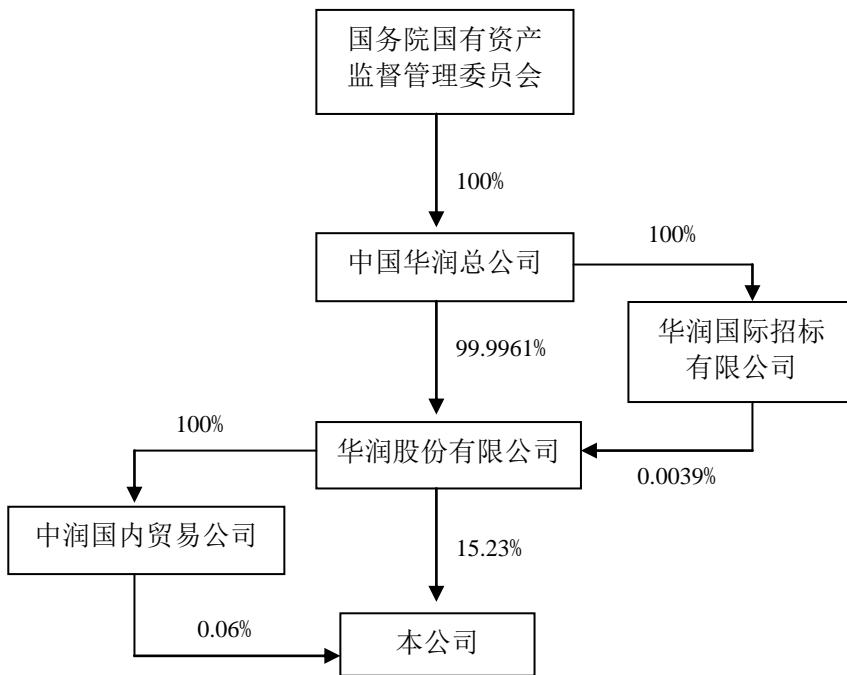 国务院国有资产
监督管理委员会
100%
中国华润总公司
100%
华润国际招标
有限公司
99.9961%
100%
华润股份有限公司
0.0039%
中润国内贸易公司
15.23%
0.06%
本公司